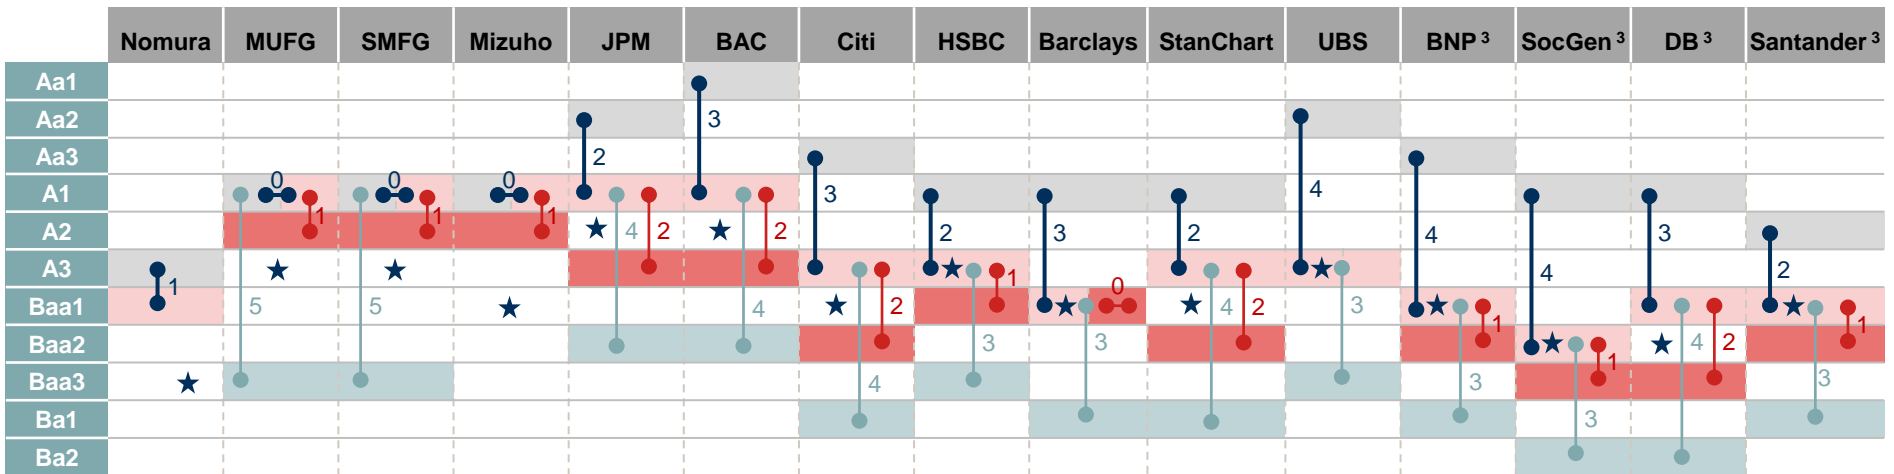 Nomura MUFG SMFG Mizuho JPM BAC Citi HSBC Barclays StanChart UBS BNP 3 SocGen 3 DB 3 Santander 3
Aa1
Aa2 3
Aa3 2
A1 0 1 0 1 0 1 3 4
A2 4 2 2 2 3 2 4 3
A3 1 1 4 2
Baa1 5 5 4 2 0 4 2 3 1 1
Baa2 3 3 1 4 2
Baa3 4 3 3
Ba1 3
Ba2